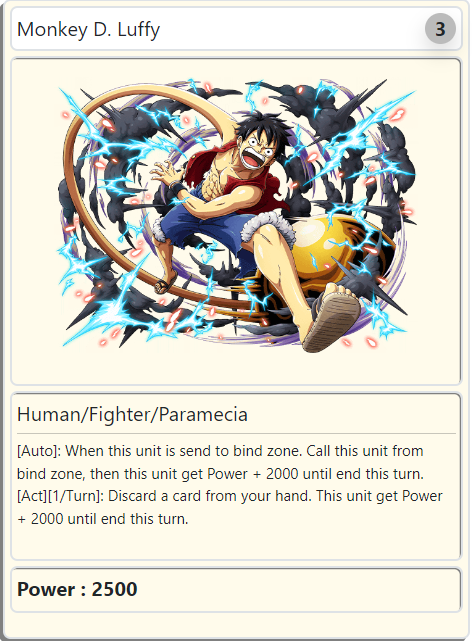 Monkey D. Luffy
3
Human/Fighter/Paramecia
[Auto]: When this unit is send to bind zone. Call this unit from
bind zone, then this unit get Power + 2000 until end this turn.
[Act][1/Turn]: Discard a card from your hand. This unit get Power
+ 2000 until end this turn.
Power : 2500